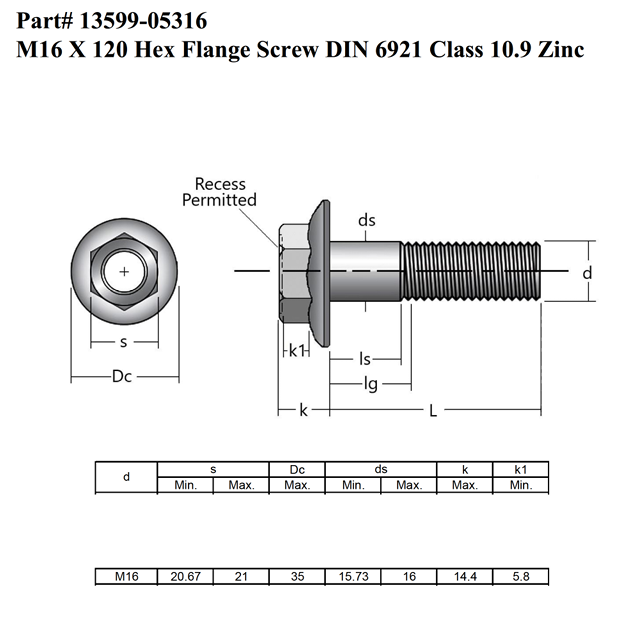 Part# 13599-05316
M16 X 120 Hex Flange Screw DIN 6921 Class 10.9 Zinc
Recess
Permitted
ds
d
s
Dc
k1
ls
lg
k
L
d s Dc ds k k1
Min. Max. Max. Min. Max. Max. Min.
M16 20.67 21 35 15.73 16 14.4 5.8